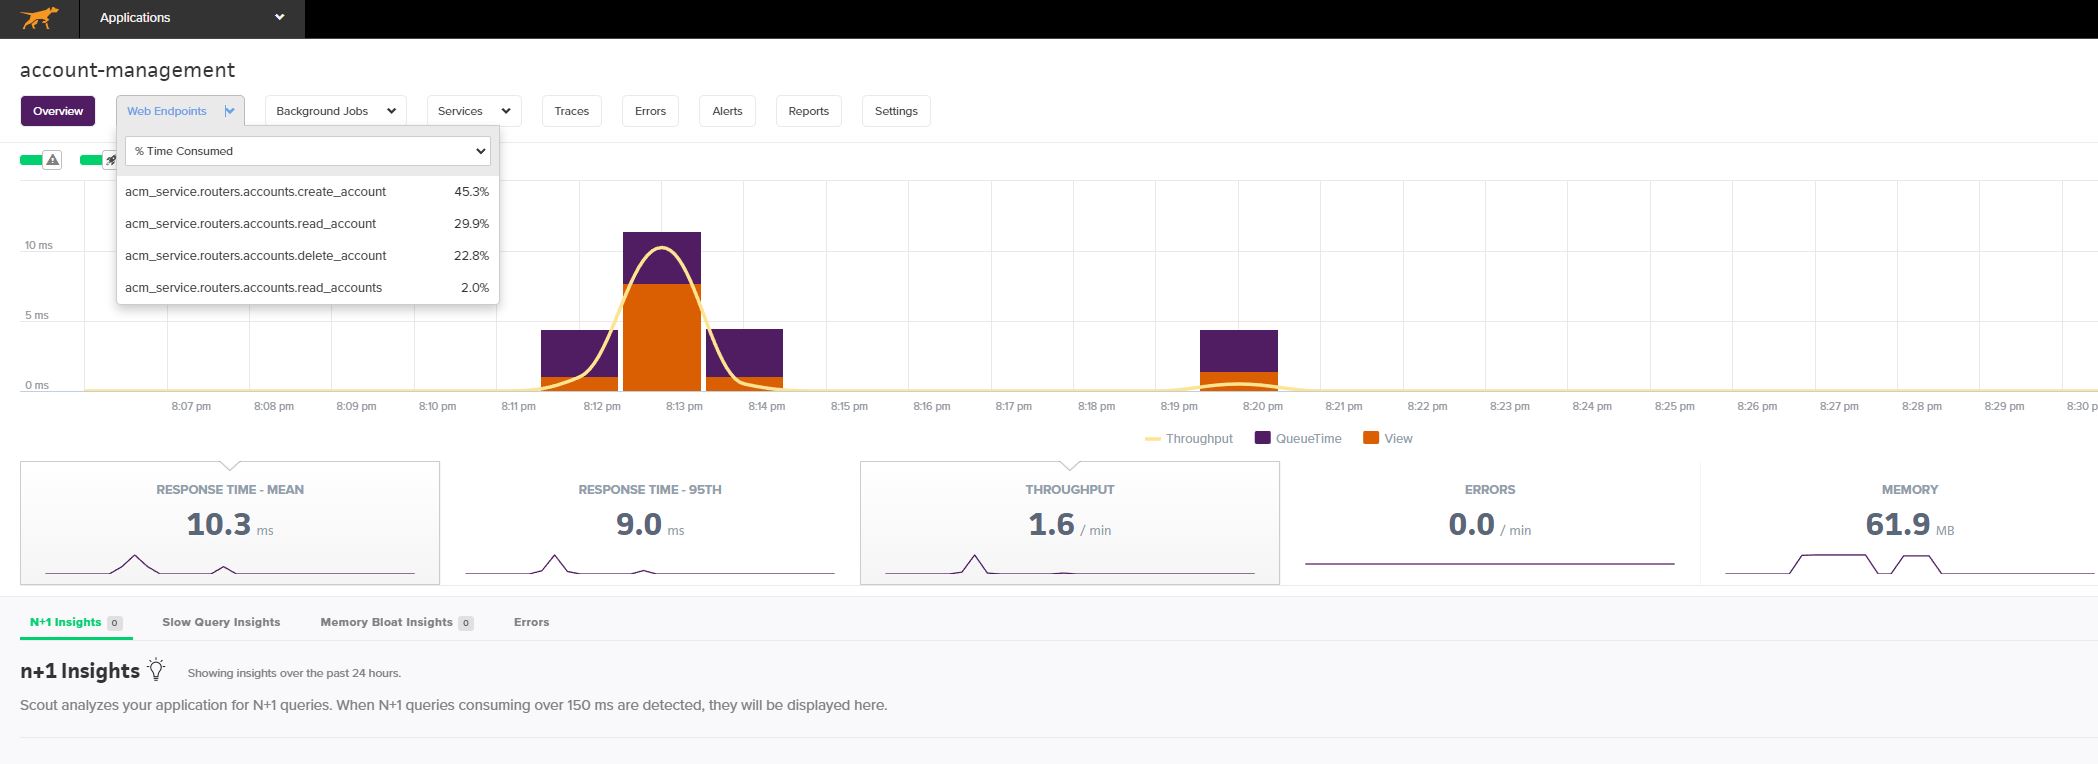 Applications
account-management
Overview Web Endpoints Background Jobs Services Traces Errors Alerts Reports Settings
% Time Consumed
acm_service.routers.accounts.create_account 45.3%
acm_service.routers.accounts.read_account 29.9%
acm_service.routers.accounts.delete_account 22.8%
acm_service.routers.accounts.read_accounts 2.0%
10 ms
5 ms
0 ms
8:07 pm 8:08 pm 8:09 pm 8:10 pm 8:11 pm 8:12 pm 8:13 pm 8:14 pm 8:15 pm 8:16 pm 8:17 pm 8:18 pm 8:19 pm 8:20 pm 8:21 pm 8:22 pm 8:23 pm 8:24 pm 8:25 pm 8:26 pm 8:27 pm 8:28 pm 8:29 pm 8:30 p
Throughput QueueTime View
RESPONSE TIME - MEAN RESPONSE TIME - 95TH THROUGHPUT ERRORS MEMORY
10.3 ms 9.0 ms 1.6 / min 0.0 / min 61.9 MB
N+1 Insights 0 Slow Query Insights Memory Bloat Insights 0 Errors
n+1 Insights Showing insights over the past 24 hours.
Scout analyzes your application for N+1 queries. When N+1 queries consuming over 150 ms are detected, they will be displayed here.